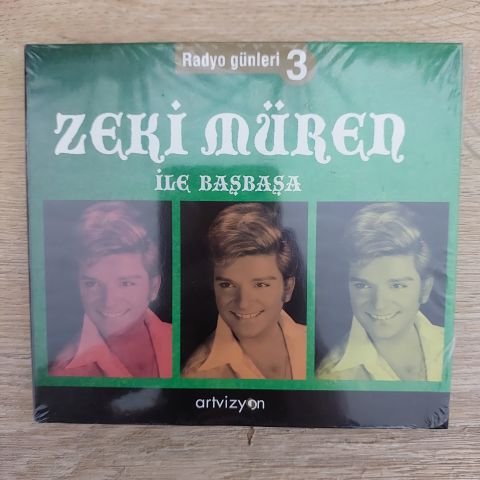 Radyo günleri 3
ZEKİ MÜREN
İLE BAŞBAŞA
artvizyon